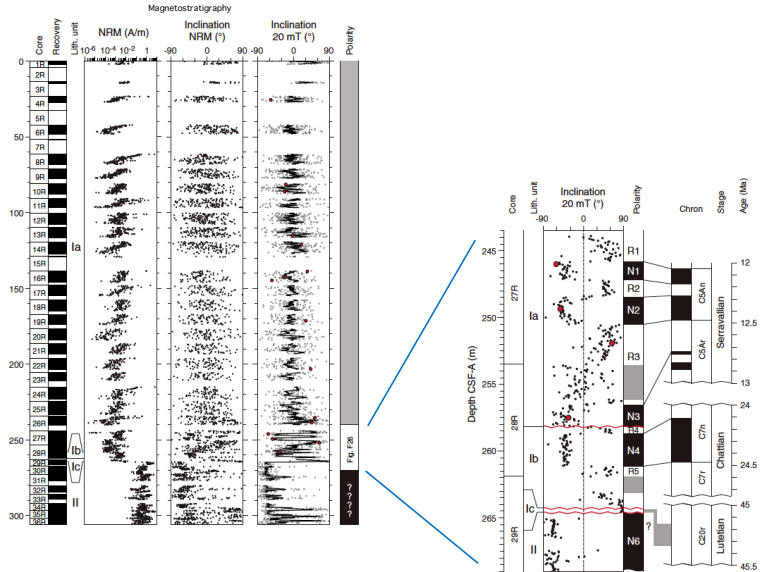 Magnetostratigraphy
Core
Recovery
Lith. unit
NRM (A/m)
10-6 10-4 10-2 1
Inclination
NRM (°)
-90 0 90
Inclination
20 mT (°)
-90 0 90
Polarity
0
50
100
150
200
250
300
1R
2R
3R
4R
5R
6R
7R
8R
9R
10R
11R
12R
13R
14R
15R
16R
17R
18R
19R
20R
21R
22R
23R
24R
25R
26R
27R
28R
29R
30R
31R
32R
33R
34R
35R
36R
Ia
Ib
Ic
II
Fig. F26
? ? ? ?
Depth CSF-A (m)
245
250
255
260
265
Core
27R
28R
29R
Lith. unit
Ia
Ib
Ic
II
Inclination
20 mT (°)
-90 0 90
Polarity
R1
N1
R2
N2
R3
N3
R4
N4
R5
N6
?
Chron
C5An
C5Ar
C7n
C7r
C20r
Stage
Serravallian
Chattian
Lutetian
Age (Ma)
12
12.5
13
24
24.5
45
45.5